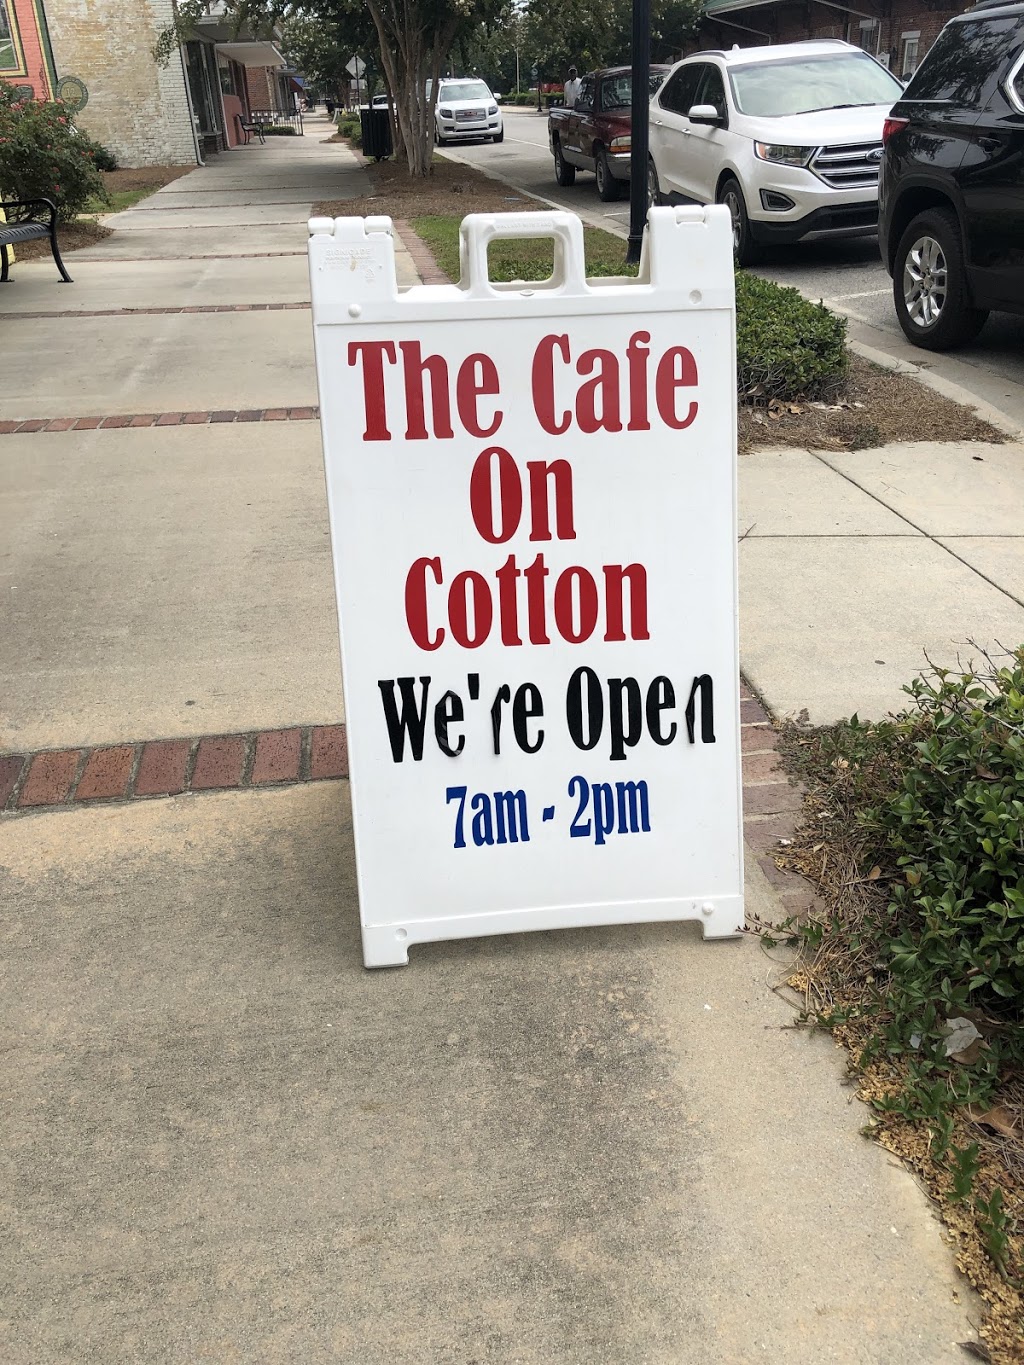 The Cafe
On
Cotton
We're Open
7am - 2pm